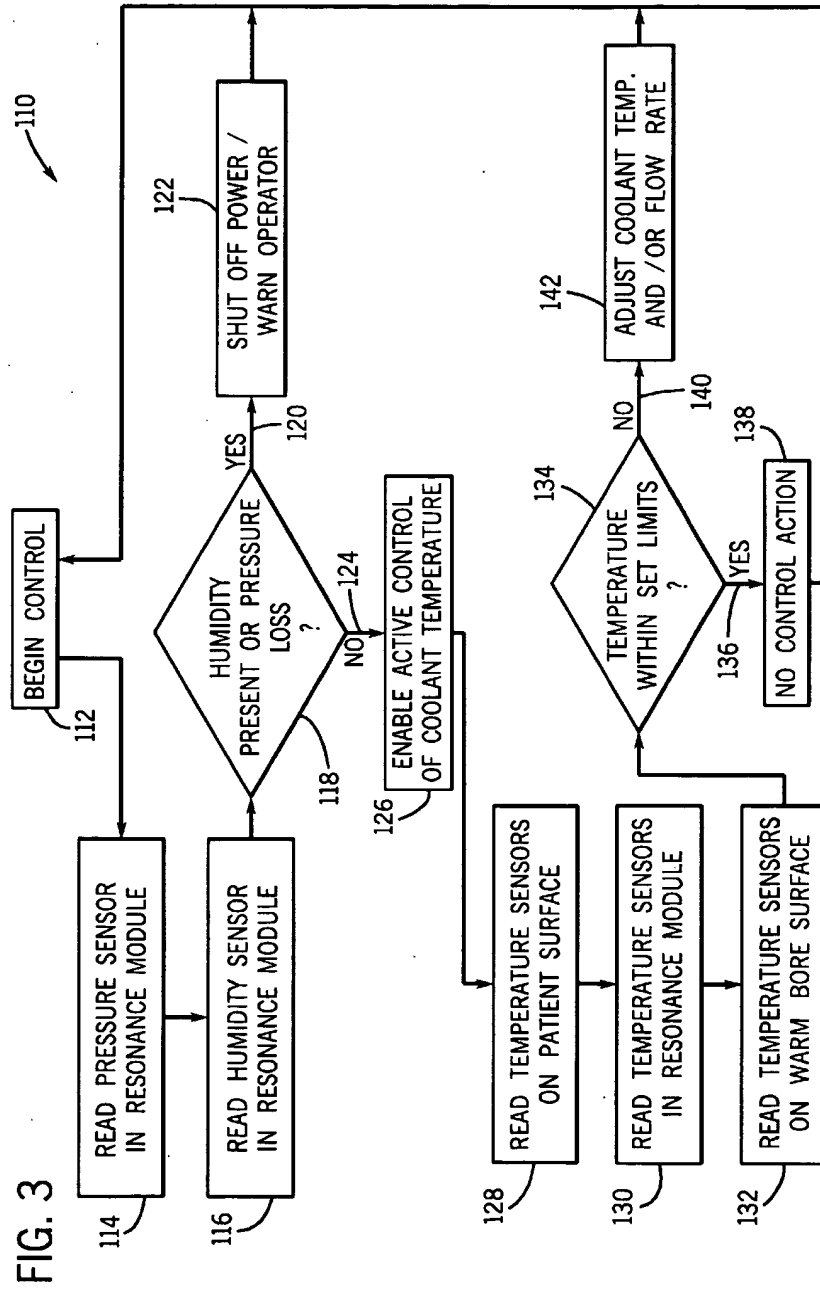 FIG. 3
110
BEGIN CONTROL
112
READ PRESSURE SENSOR
IN RESONANCE MODULE
114
READ HUMIDITY SENSOR
IN RESONANCE MODULE
116
HUMIDITY
PRESENT OR PRESSURE
LOSS
?
118
YES
120
SHUT OFF POWER /
WARN OPERATOR
122
NO
124
ENABLE ACTIVE CONTROL
OF COOLANT TEMPERATURE
126
READ TEMPERATURE SENSORS
ON PATIENT SURFACE
128
READ TEMPERATURE SENSORS
IN RESONANCE MODULE
130
READ TEMPERATURE SENSORS
ON WARM BORE SURFACE
132
TEMPERATURE
WITHIN SET LIMITS
?
134
YES
136
NO CONTROL ACTION
138
NO
140
ADJUST COOLANT TEMP.
AND /OR FLOW RATE
142